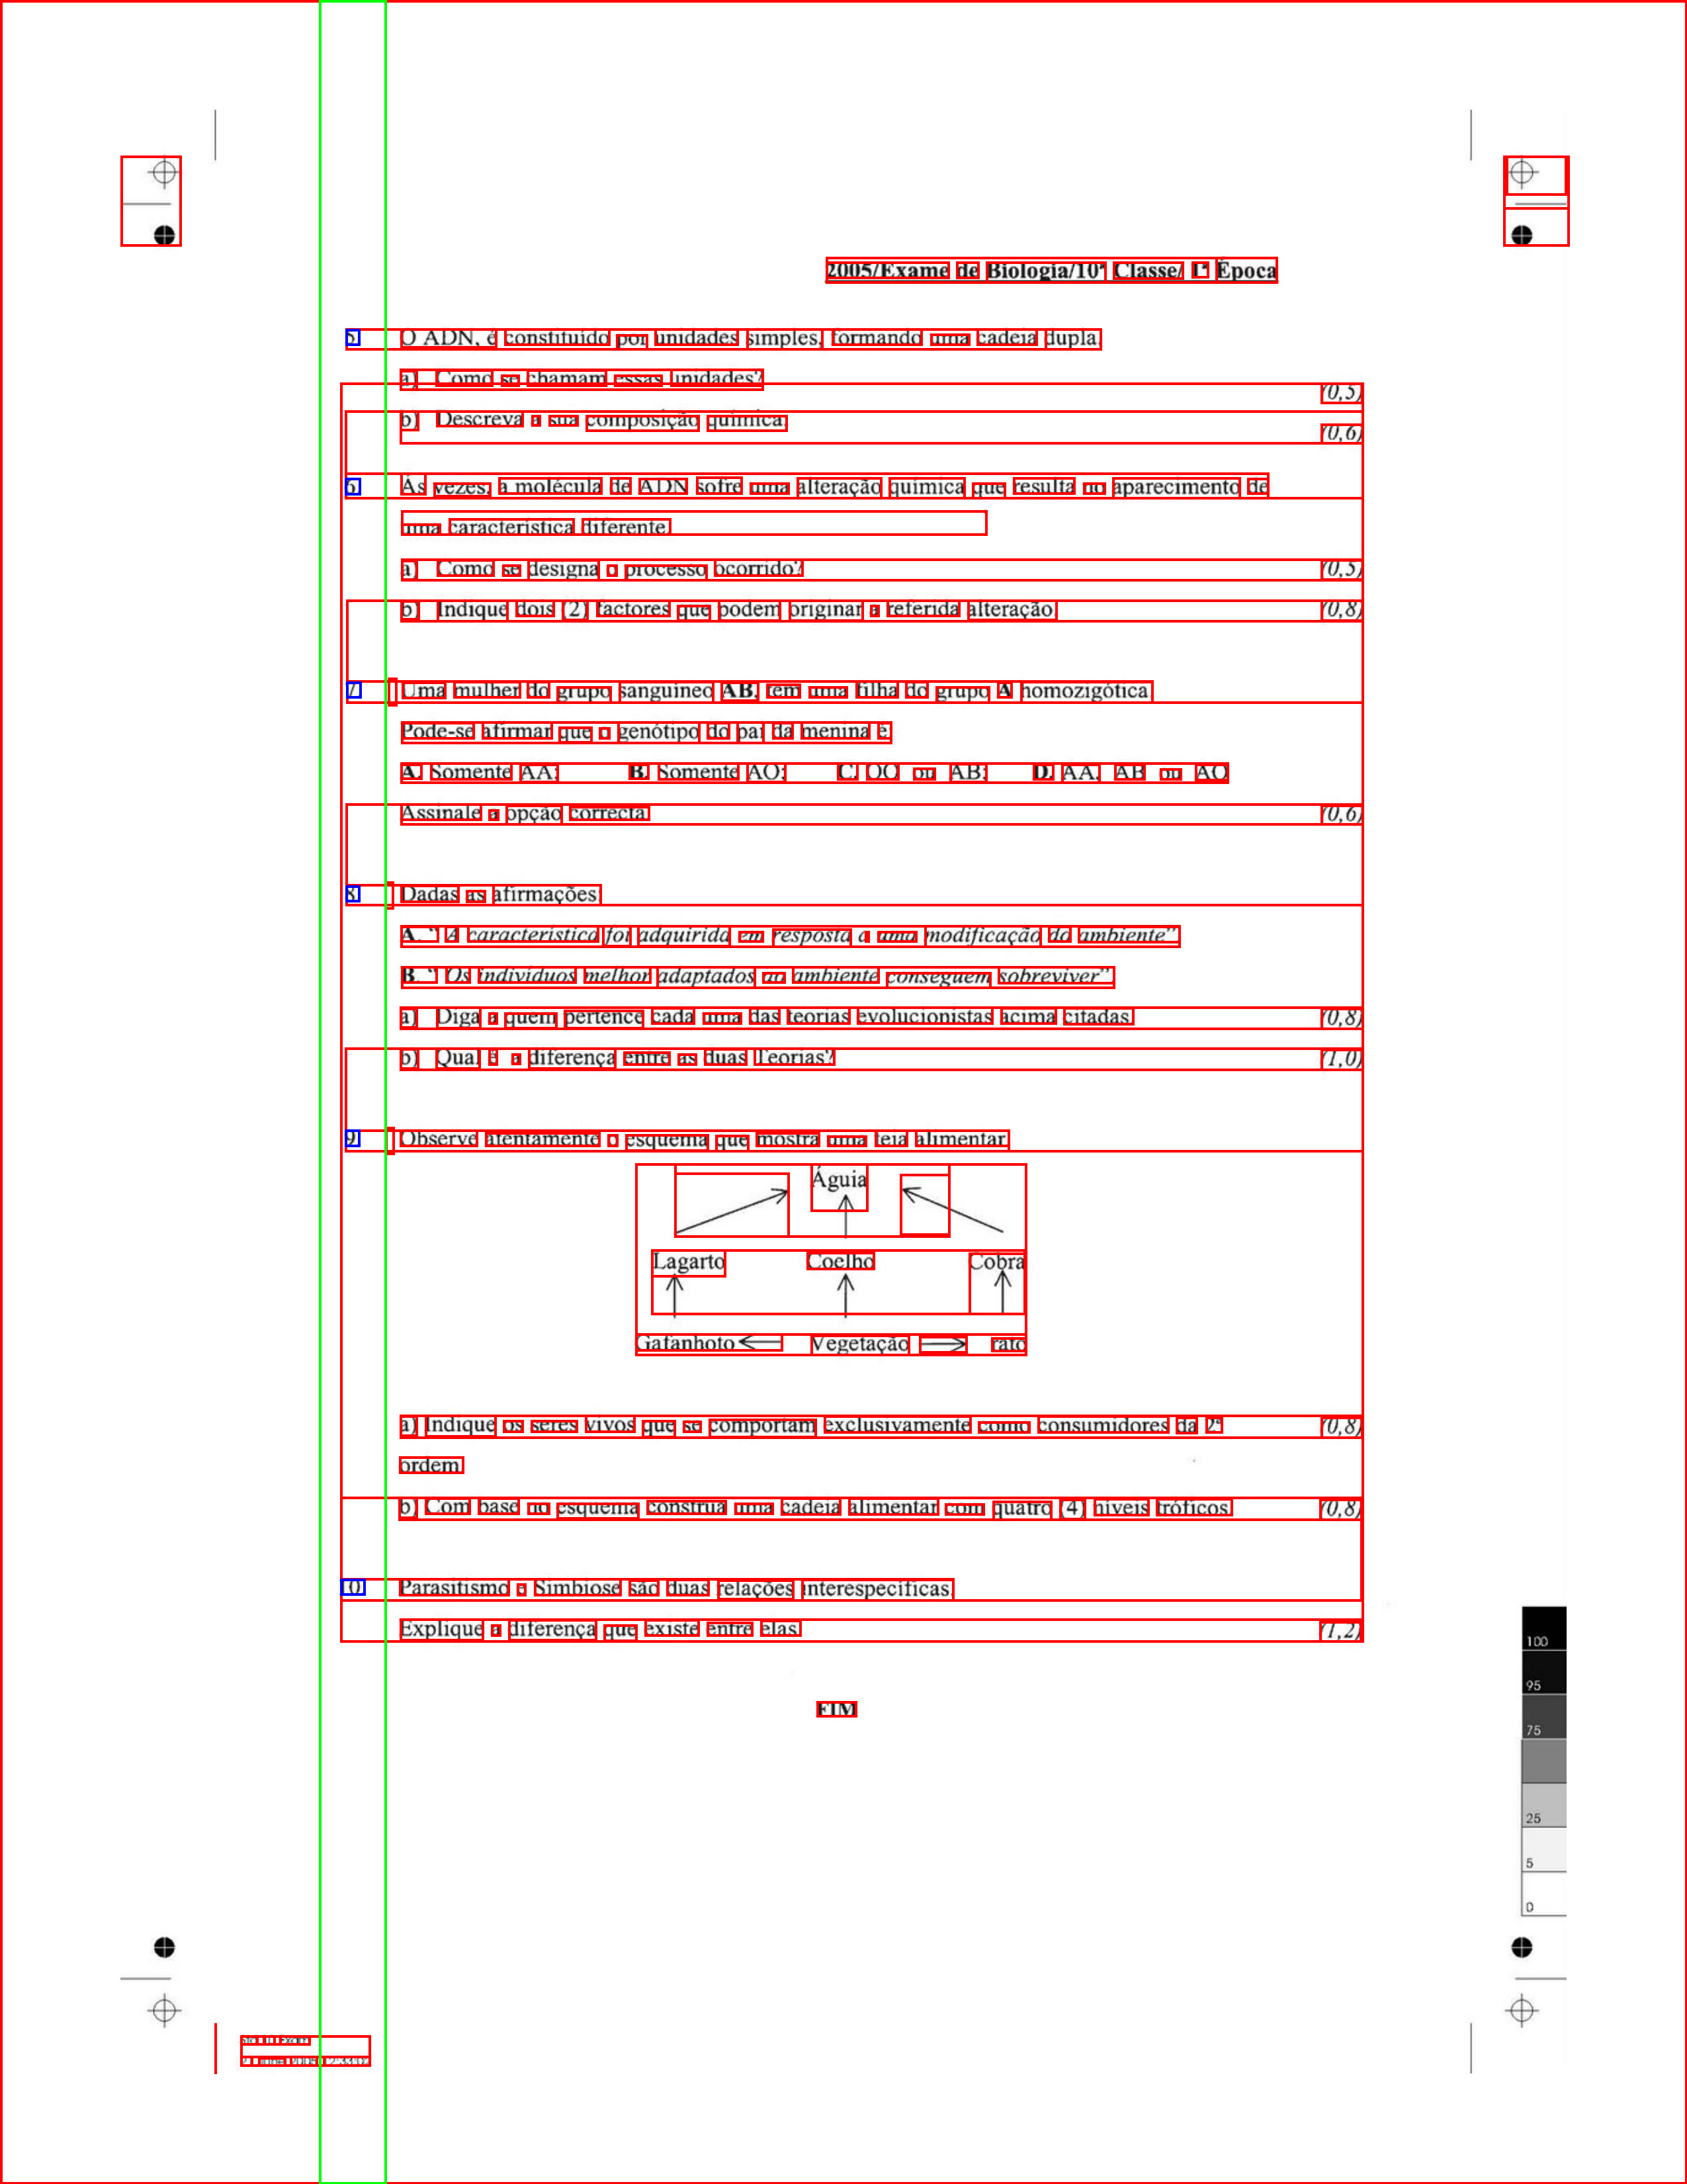 2005/Exame de Biologia/10ª Classe/ 1ª Época
5. O ADN, é constituído por unidades simples, formando uma cadeia dupla.
a) Como se chamam essas unidades? (0,5)
b) Descreva a sua composição química. (0,6)
6. Às vezes, a molécula de ADN sofre uma alteração química que resulta no aparecimento de
uma característica diferente.
a) Como se designa o processo ocorrido? (0,5)
b) Indique dois (2) factores que podem originar a referida alteração. (0,8)
7. Uma mulher do grupo sanguíneo AB, tem uma filha do grupo A homozigótica.
Pode-se afirmar que o genótipo do pai da menina é:
A. Somente AA; B. Somente AO; C. OO ou AB; D. AA, AB ou AO
Assinale a opção correcta. (0,6)
8. Dadas as afirmações:
A. “ A característica foi adquirida em resposta a uma modificação do ambiente”
B. “ Os indivíduos melhor adaptados ao ambiente conseguem sobreviver”.
a) Diga a quem pertence cada uma das teorias evolucionistas acima citadas. (0,8)
b) Qual é a diferença entre as duas Teorias? (1,0)
9. Observe atentamente o esquema que mostra uma teia alimentar.
Águia
Lagarto Coelho Cobra
Gafanhoto Vegetação rato
a) Indique os seres vivos que se comportam exclusivamente como consumidores da 2ª (0,8)
ordem.
b) Com base no esquema construa uma cadeia alimentar com quatro (4) níveis tróficos. (0,8)
10. Parasitismo e Simbiose são duas relações interespecíficas.
Explique a diferença que existe entre elas. (1,2)
FIM
100
95
75
25
5
0